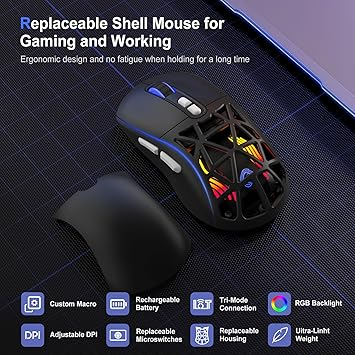 Replaceable Shell Mouse for
Gaming and Working
Ergonomic design and no fatigue when holding for a long time
Custom Macro
Rechargeable
Battery
Tri-Mode
Connection
RGB Backlight
DPI
Adjustable DPI
Replaceable
Microswitches
Replaceable
Housing
Uitra-Linht
Weight